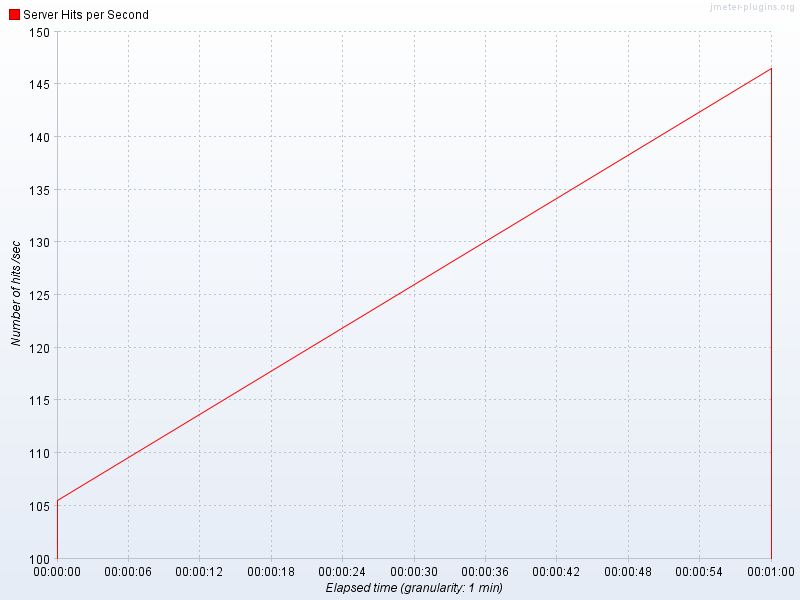 jmeter-plugins.org
Server Hits per Second
150
145
140
135
130
125
120
115
110
105
100
Number of hits /sec
00:00:00 00:00:06 00:00:12 00:00:18 00:00:24 00:00:30 00:00:36 00:00:42 00:00:48 00:00:54 00:01:00
Elapsed time (granularity: 1 min)